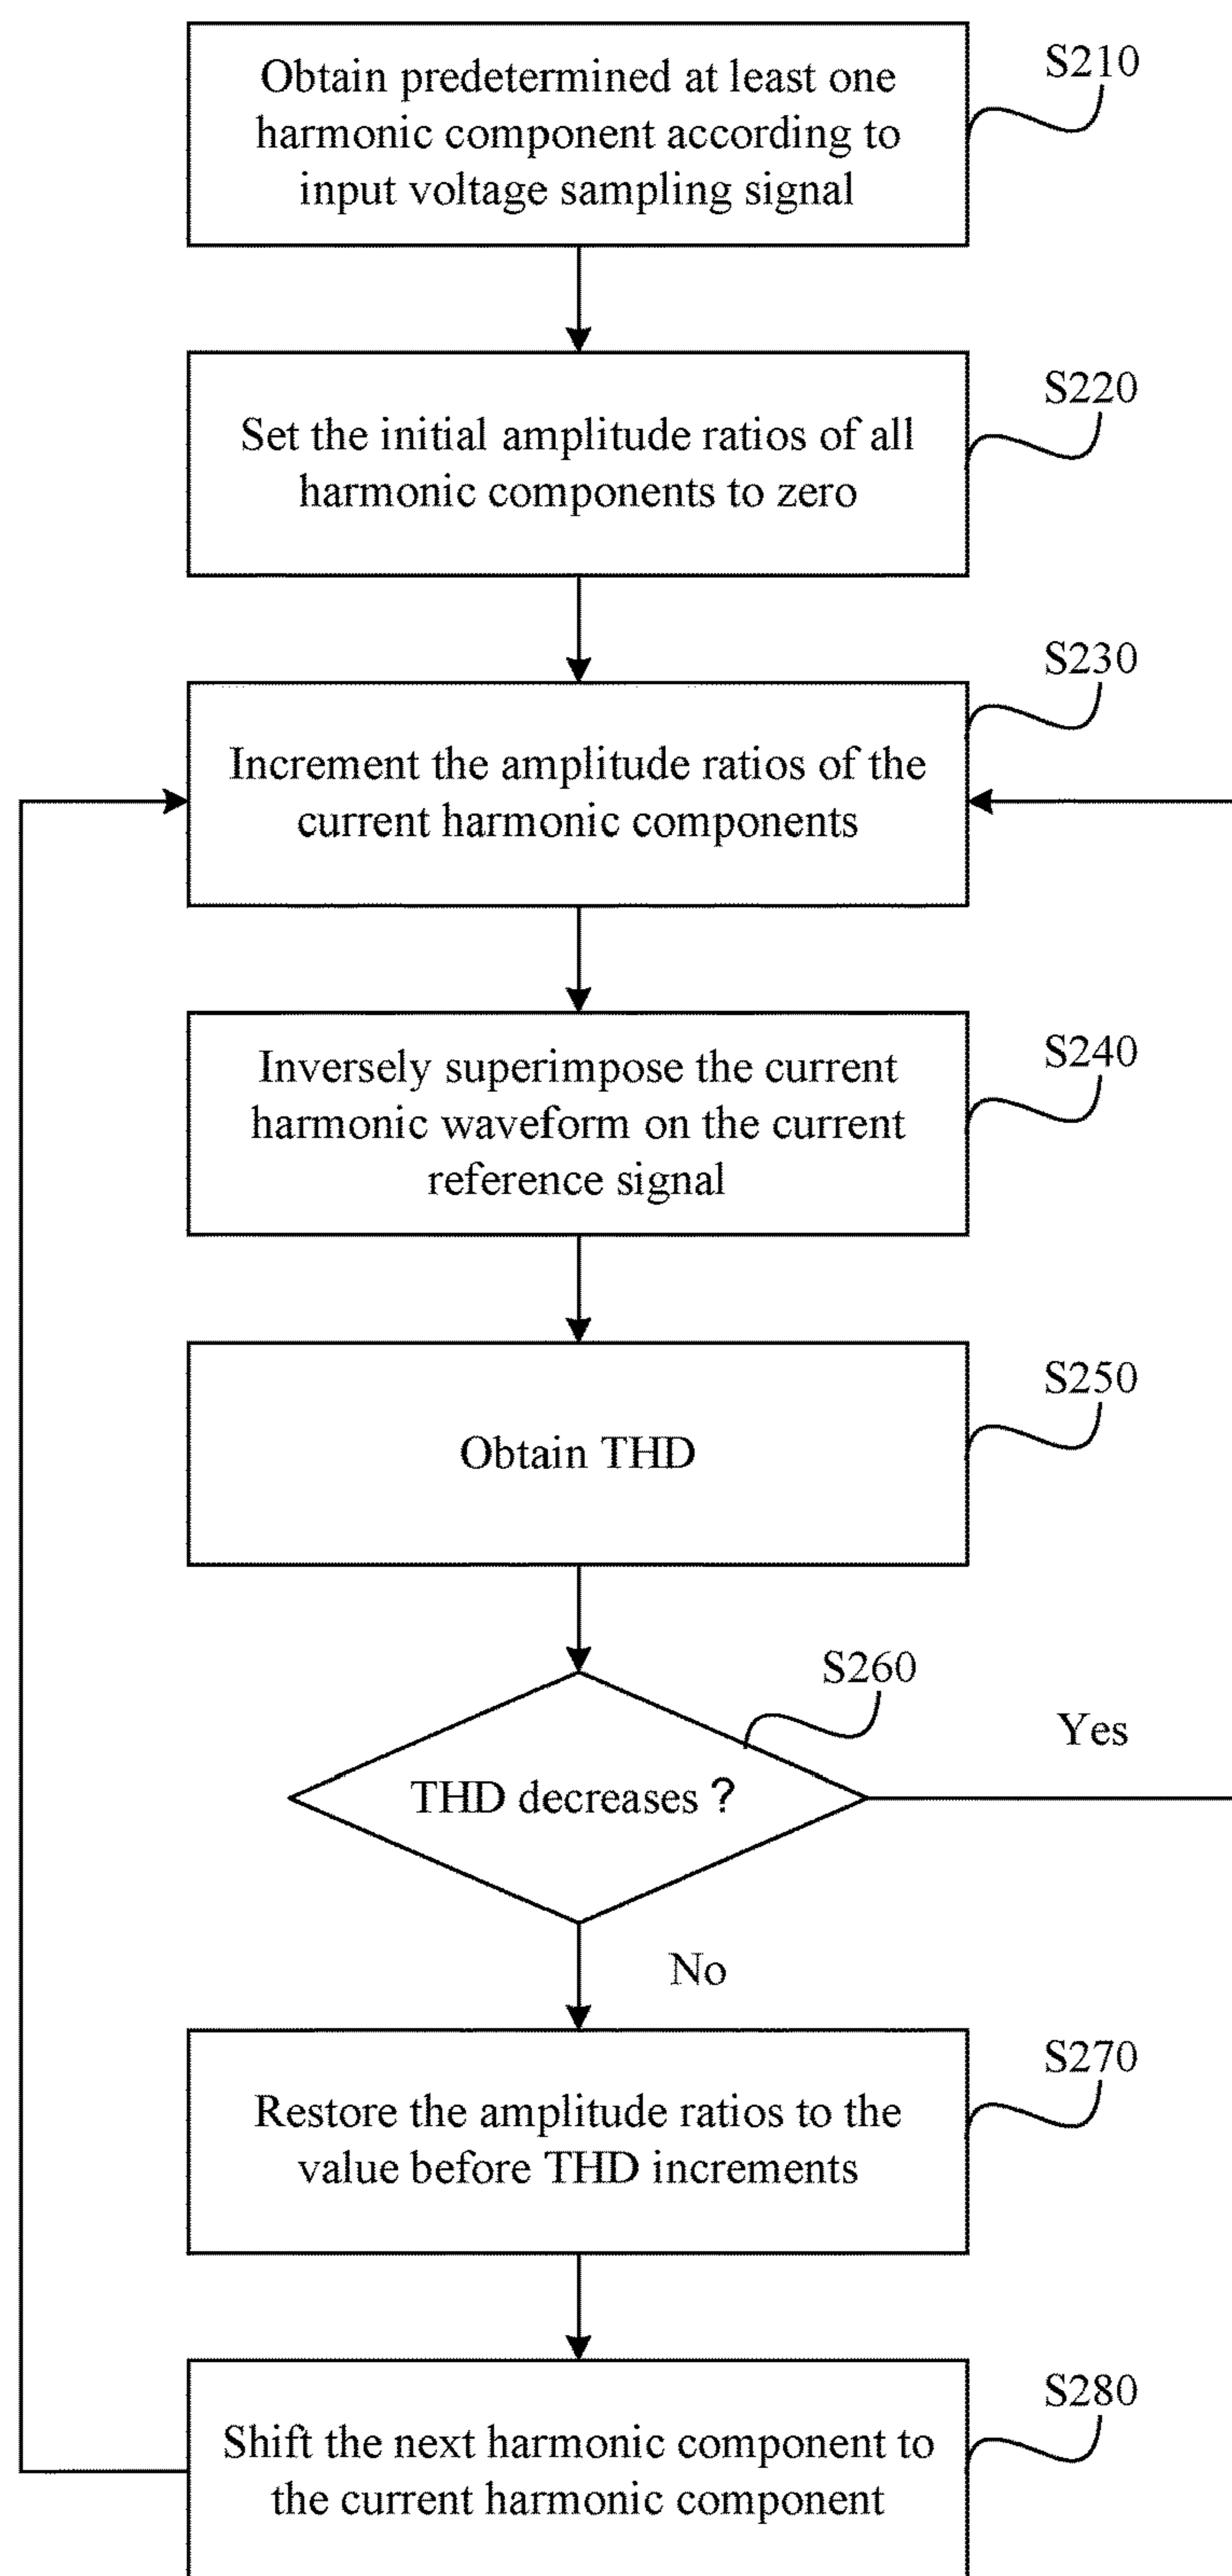 Obtain predetermined at least one
harmonic component according to
input voltage sampling signal
S210
Set the initial amplitude ratios of all
harmonic components to zero
S220
Increment the amplitude ratios of the
current harmonic components
S230
Inversely superimpose the current
harmonic waveform on the current
reference signal
S240
Obtain THD
S250
THD decreases ?
S260
Yes
No
Restore the amplitude ratios to the
value before THD increments
S270
Shift the next harmonic component to
the current harmonic component
S280